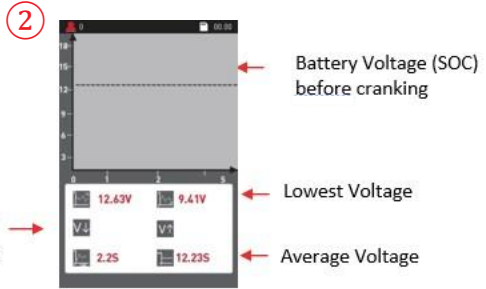 ②
0 00.00
18
15
12
9
6
3
0 1 2 5
Battery Voltage (SOC)
before cranking
12.63V 9.41V
Lowest Voltage
V↓ V↑
2.2S 12.23S
Average Voltage